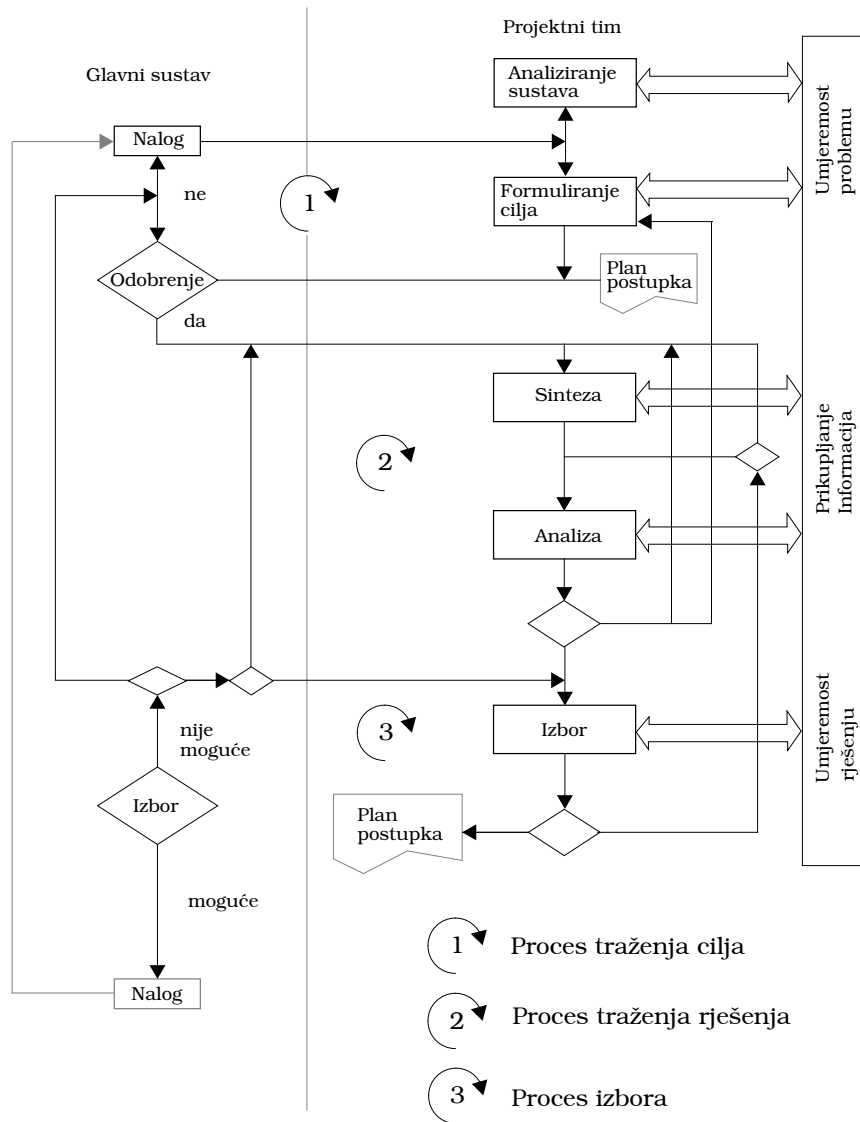 Projektni tim
Glavni sustav
Analiziranje
sustava
Umjeremost
problemu
Nalog
ne
1
Formuliranje
cilja
Odobrenje
Plan
postupka
da
Sinteza
Prikupljanje
Informacija
2
Analiza
nije
moguće
3
Izbor
Umjeremost
rješenju
Izbor
Plan
postupka
moguće
1
Proces traženja cilja
Nalog
2
Proces traženja rješenja
3
Proces izbora